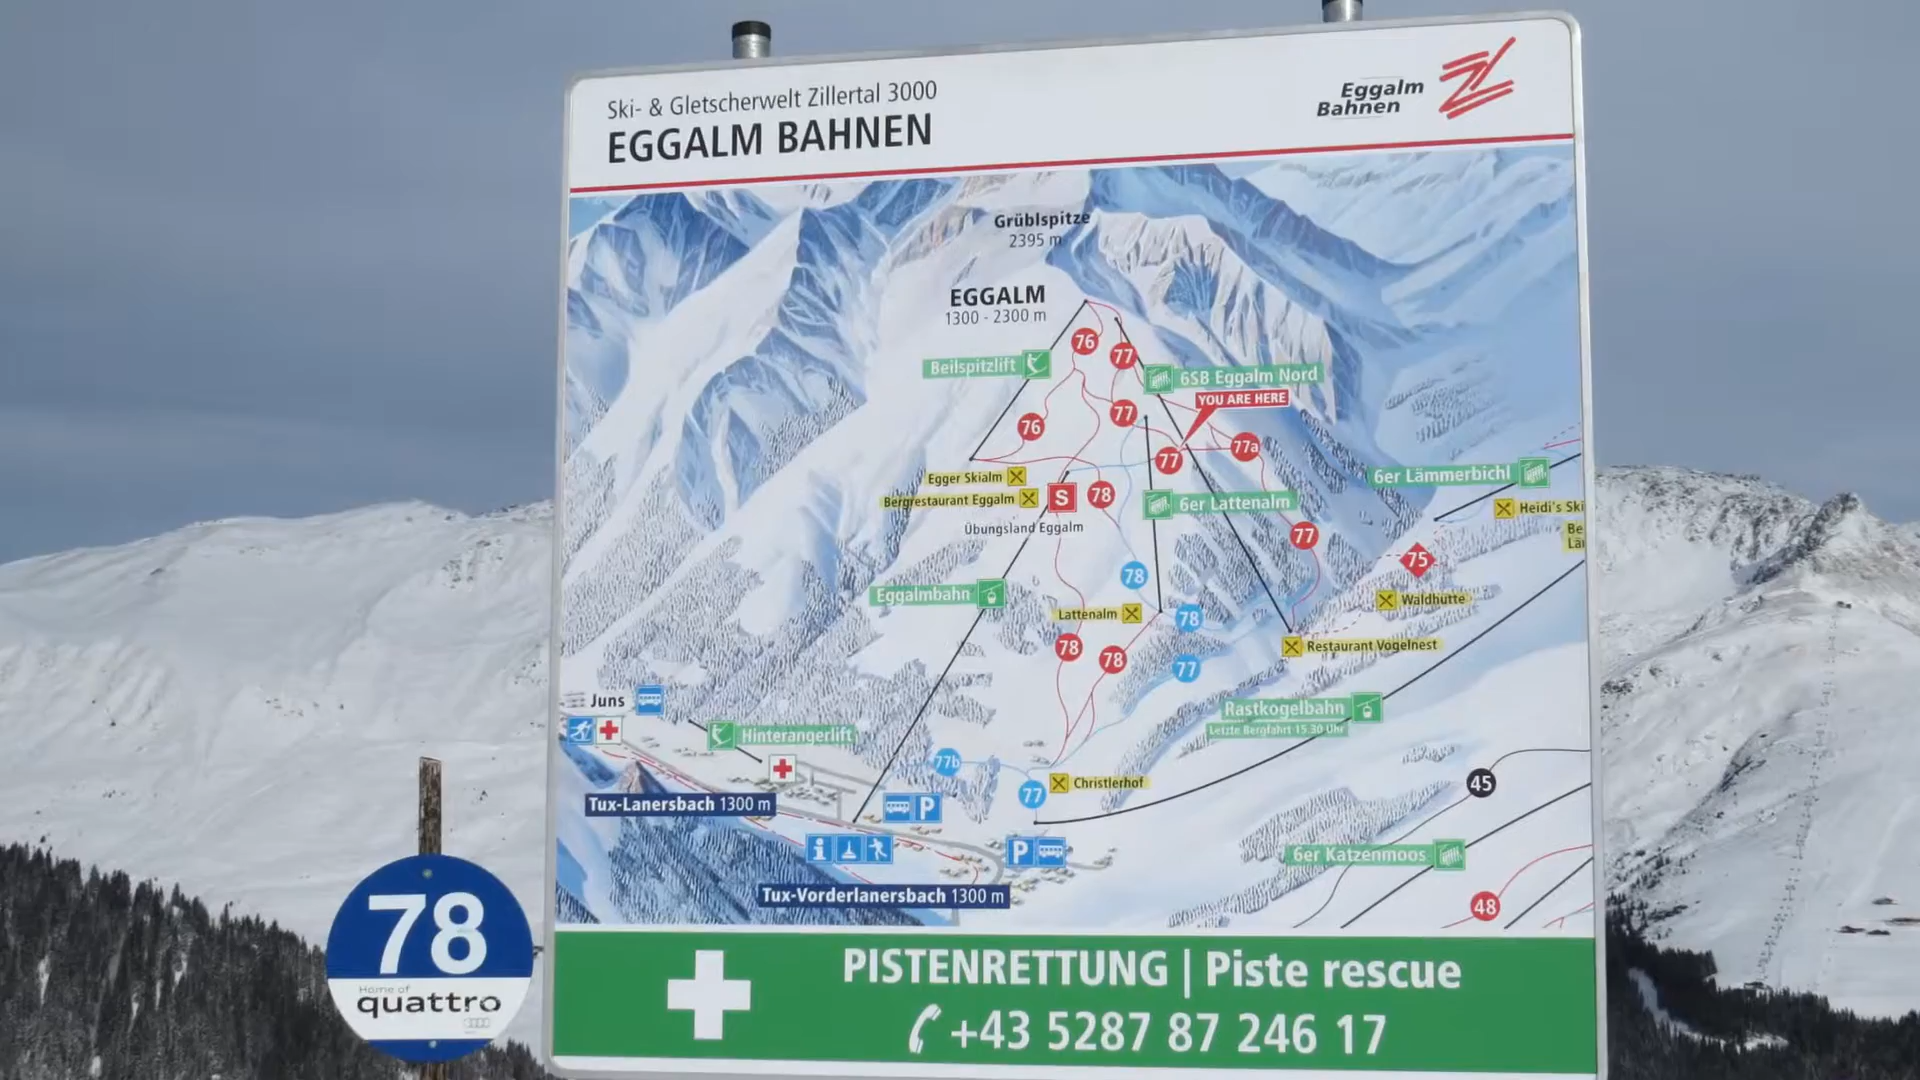 Ski- & Gletscherwelt Zillertal 3000
EGGALM BAHNEN
Eggalm
Bahnen
Grüblspitze
2395 m
EGGALM
1300 - 2300 m
76
77
Beilspitzlift
6SB Eggalm Nord
YOU ARE HERE
76
77
77
77a
Egger Skialm
Bergrestaurant Eggalm
S
78
6er Lattenalm
6er Lämmerbichl
Heidi's Ski
Übungsland Eggalm
77
75
78
Eggalmbahn
Waldhütte
Lattenalm
78
78
78
77
Restaurant Vogelnest
Juns
Hinterangerlift
Rastkogelbahn
Letzte Bergfahrt 15.30 Uhr
77b
77
Christlerhof
45
Tux-Lanersbach 1300 m
P
i
P
6er Katzenmoos
Tux-Vorderlanersbach 1300 m
48
PISTENRETTUNG | Piste rescue
+43 5287 87 246 17
78
Home of
quattro